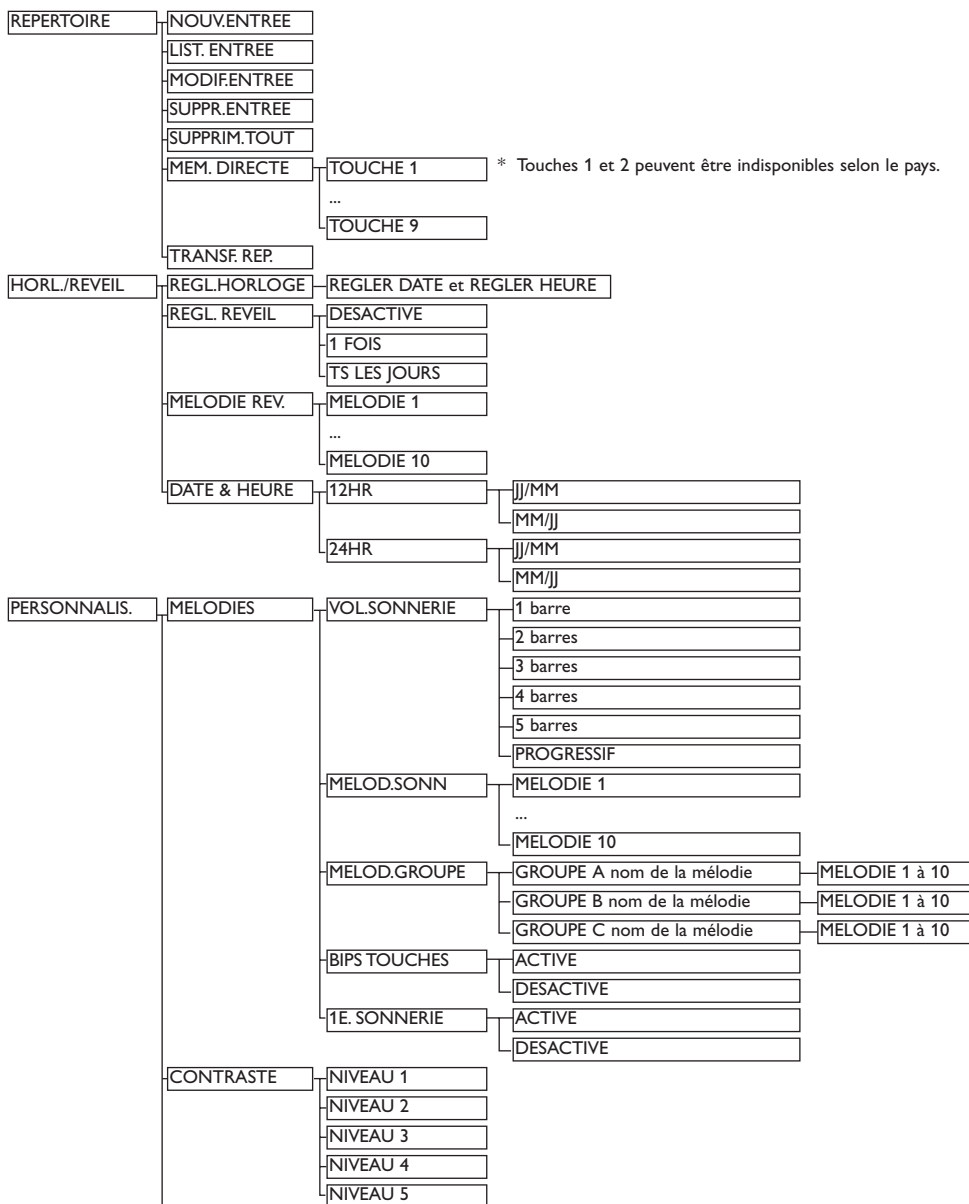 REPERTOIRE NOUV.ENTREE
LIST. ENTREE
MODIF.ENTREE
SUPPR.ENTREE
SUPPRIM.TOUT
MEM. DIRECTE TOUCHE 1 * Touches 1 et 2 peuvent être indisponibles selon le pays.
...
TOUCHE 9
TRANSF. REP.
HORL./REVEIL REGL.HORLOGE REGLER DATE et REGLER HEURE
REGL. REVEIL DESACTIVE
1 FOIS
TS LES JOURS
MELODIE REV. MELODIE 1
...
MELODIE 10
DATE & HEURE 12HR JJ/MM
MM/JJ
24HR JJ/MM
MM/JJ
PERSONNALIS. MELODIES VOL.SONNERIE 1 barre
2 barres
3 barres
4 barres
5 barres
PROGRESSIF
MELOD.SONN MELODIE 1
...
MELODIE 10
MELOD.GROUPE GROUPE A nom de la mélodie MELODIE 1 à 10
GROUPE B nom de la mélodie MELODIE 1 à 10
GROUPE C nom de la mélodie MELODIE 1 à 10
BIPS TOUCHES ACTIVE
DESACTIVE
1E. SONNERIE ACTIVE
DESACTIVE
CONTRASTE NIVEAU 1
NIVEAU 2
NIVEAU 3
NIVEAU 4
NIVEAU 5